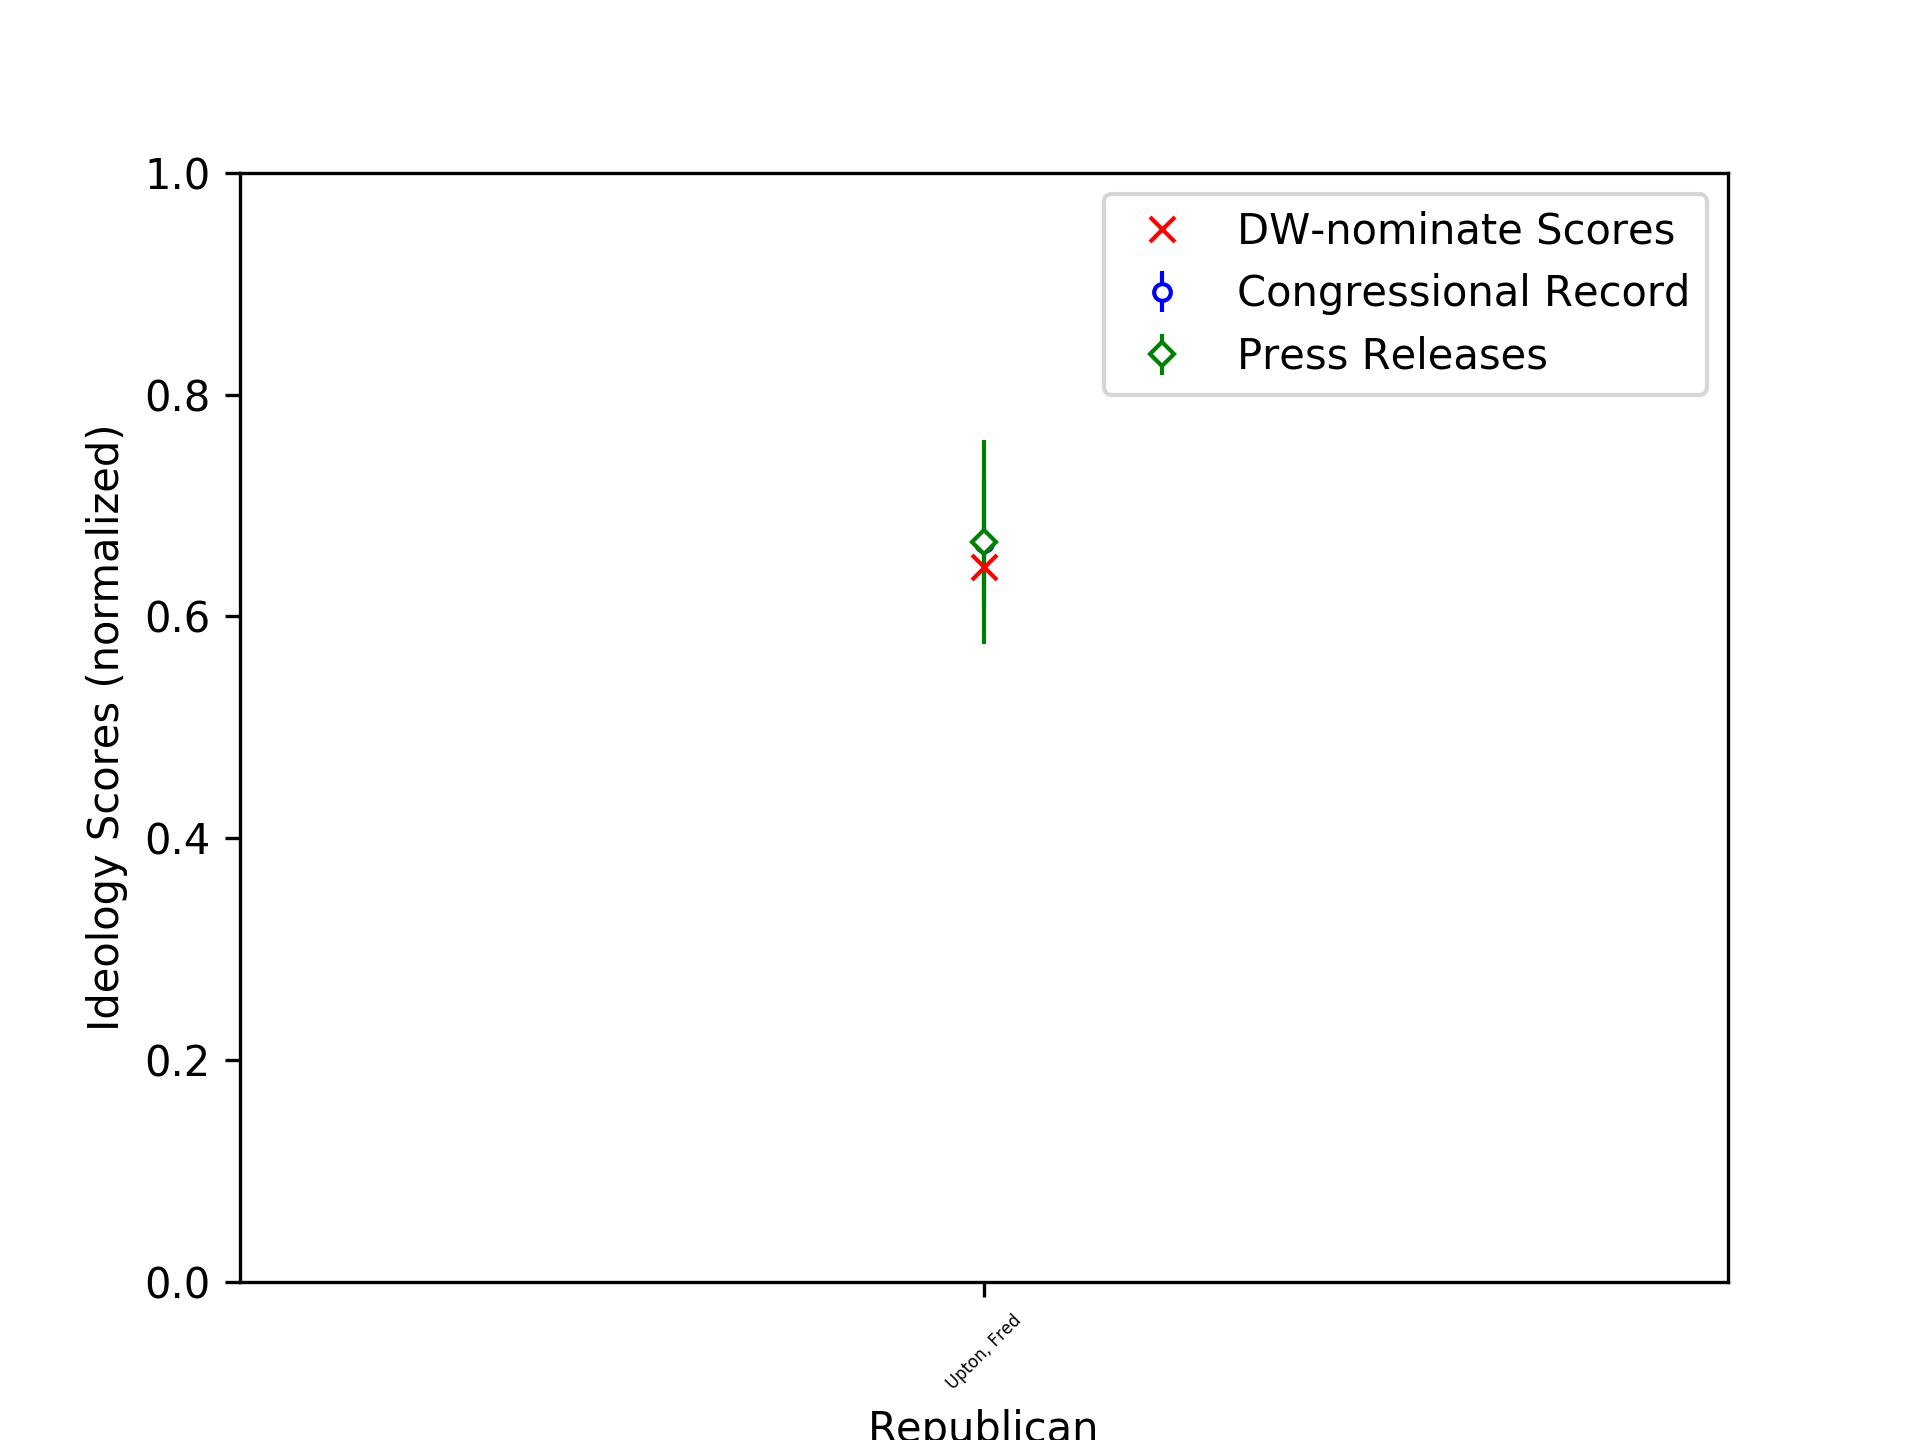 1.0
0.8
0.6
0.4
0.2
0.0
Ideology Scores (normalized)
DW-nominate Scores
Congressional Record
Press Releases
Upton, Fred
Republican